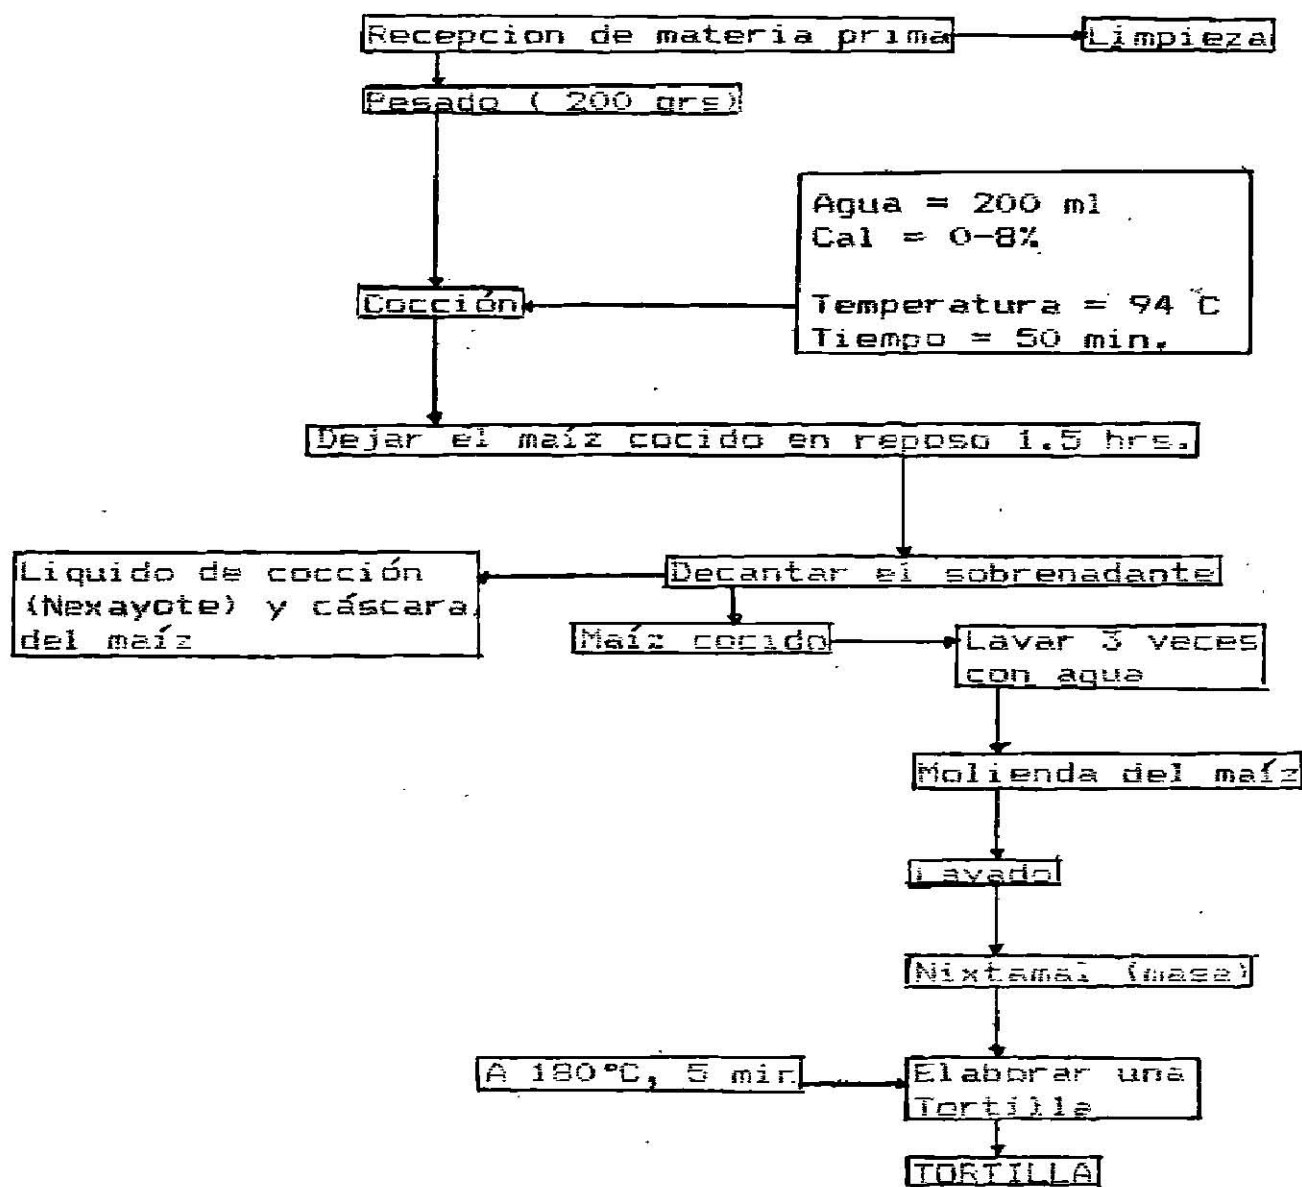 Recepcion de materia prima
Limpieza
Pesado ( 200 grs)
Agua = 200 ml
Cal = 0-8%
Temperatura = 94 °C
Tiempo = 50 min.
Cocción
Dejar el maíz cocido en reposo 1.5 hrs.
Liquido de cocción
(Nexayote) y cáscara
del maíz
Decantar el sobrenadante
Maíz cocido
Lavar 3 veces
con agua
Molienda del maíz
Lavado
Nixtamal (masa)
A 180°C, 5 min
Elaborar una
Tortilla
TORTILLA